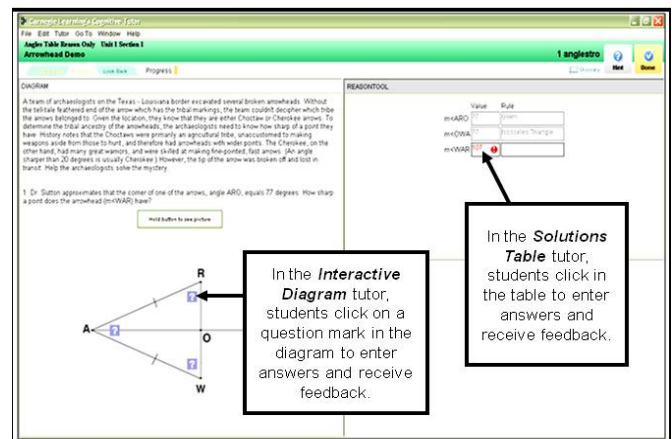 Carnegie Learning's Cognitive Tutor
File Edit Tutor GoTo Window Help
Angles Table Reason Only Unit 1 Section 1
Arrowhead Demo
1 anglestro
Hint
Done
Look Back
Progress
Glossary
DIAGRAM
REASONTOOL
A team of archaeologists on the Texas - Louisiana border excavated several broken arrowheads. Without
the telltale feathered end of the arrow which has the tribal markings, the team couldn't decipher which tribe
the arrows belonged to. Given the location, they know that they are either Choctaw or Cherokee arrows. To
determine the tribal ancestry of the arrowheads, the archaeologists need to know how sharp of a point they
have. History notes that the Choctaws were primarily an agricultural tribe, unaccustomed to making
weapons aside from those to hunt, and therefore had arrowheads with wider points. The Cherokee, on the
other hand, had many great warriors, and were skilled at making fine-pointed, fast arrows. (An angle
sharper than 20 degrees is usually Cherokee.) However, the tip of the arrow was broken off and lost in
transit. Help the archaeologists solve the mystery.
1. Dr. Sutton approximates that the corner of one of the arrows, angle ARO, equals 77 degrees. How sharp
a point does the arrowhead (m<WAR) have?
Hold button to see picture
Value Rule
m<ARO 77 Given
m<OWA 77 Isosceles Triangle
m<WAR
R
?
A
?
O
?
W
In the Interactive
Diagram tutor,
students click on a
question mark in the
diagram to enter
answers and receive
feedback.
In the Solutions
Table tutor,
students click in
the table to enter
answers and
receive feedback.